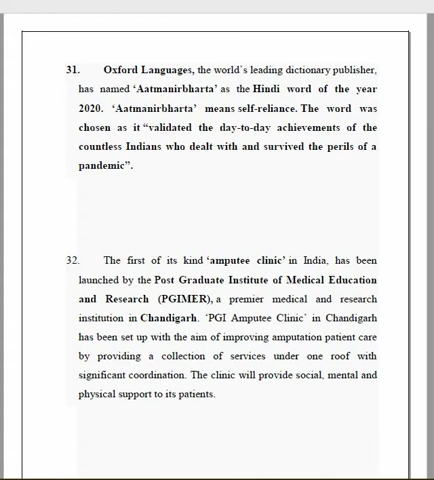 31. Oxford Languages, the world's leading dictionary publisher,
has named 'Aatmanirbharta' as the Hindi word of the year
2020. 'Aatmanirbharta' means self-reliance. The word was
chosen as it "validated the day-to-day achievements of the
countless Indians who dealt with and survived the perils of a
pandemic".
32. The first of its kind 'amputee clinic' in India, has been
launched by the Post Graduate Institute of Medical Education
and Research (PGIMER), a premier medical and research
institution in Chandigarh. 'PGI Amputee Clinic' in Chandigarh
has been set up with the aim of improving amputation patient care
by providing a collection of services under one roof with
significant coordination. The clinic will provide social, mental and
physical support to its patients.